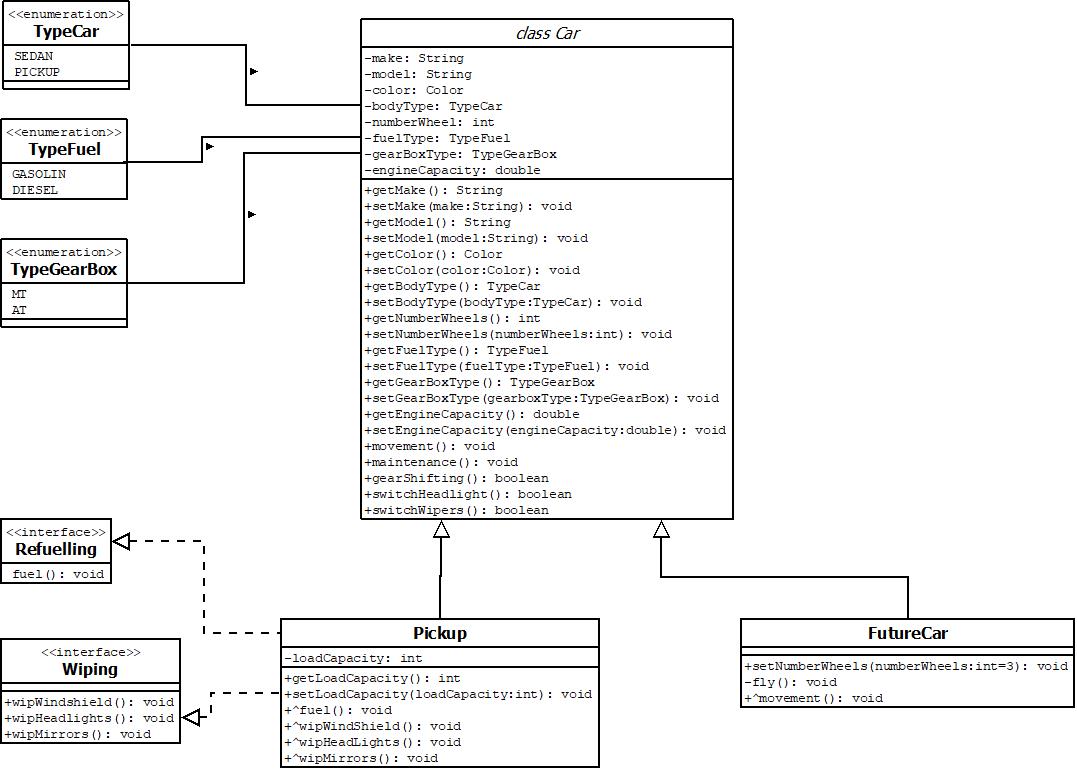 <<enumeration>>
TypeCar
SEDAN
PICKUP
<<enumeration>>
TypeFuel
GASOLIN
DIESEL
<<enumeration>>
TypeGearBox
MT
AT
class Car
-make: String
-model: String
-color: Color
-bodyType: TypeCar
-numberWheel: int
-fuelType: TypeFuel
-gearBoxType: TypeGearBox
-engineCapacity: double
+getMake(): String
+setMake(make:String): void
+getModel(): String
+setModel(model:String): void
+getColor(): Color
+setColor(color:Color): void
+getBodyType(): TypeCar
+setBodyType(bodyType:TypeCar): void
+getNumberWheels(): int
+setNumberWheels(numberWheels:int): void
+getFuelType(): TypeFuel
+setFuelType(fuelType:TypeFuel): void
+getGearBoxType(): TypeGearBox
+setGearBoxType(gearboxType:TypeGearBox): void
+getEngineCapacity(): double
+setEngineCapacity(engineCapacity:double): void
+movement(): void
+maintenance(): void
+gearShifting(): boolean
+switchHeadlight(): boolean
+switchWipers(): boolean
<<interface>>
Refuelling
fuel(): void
<<interface>>
Wiping
+wipWindshield(): void
+wipHeadlights(): void
+wipMirrors(): void
Pickup
-loadCapacity: int
+getLoadCapacity(): int
+setLoadCapacity(loadCapacity:int): void
+^fuel(): void
+^wipWindShield(): void
+^wipHeadLights(): void
+^wipMirrors(): void
FutureCar
+setNumberWheels(numberWheels:int=3): void
-fly(): void
+^movement(): void